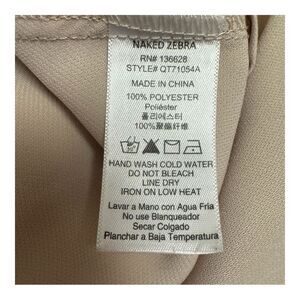 NAKED ZEBRA
RN# 136628
STYLE# QT71054A
MADE IN CHINA
100% POLYESTER
Poliéster
폴리에스터
100%聚酯纤维
HAND WASH COLD WATER
DO NOT BLEACH
LINE DRY
IRON ON LOW HEAT
Lavar a Mano con Agua Fria
No use Blanqueador
Secar Colgado
Planchar a Baja Temperatura